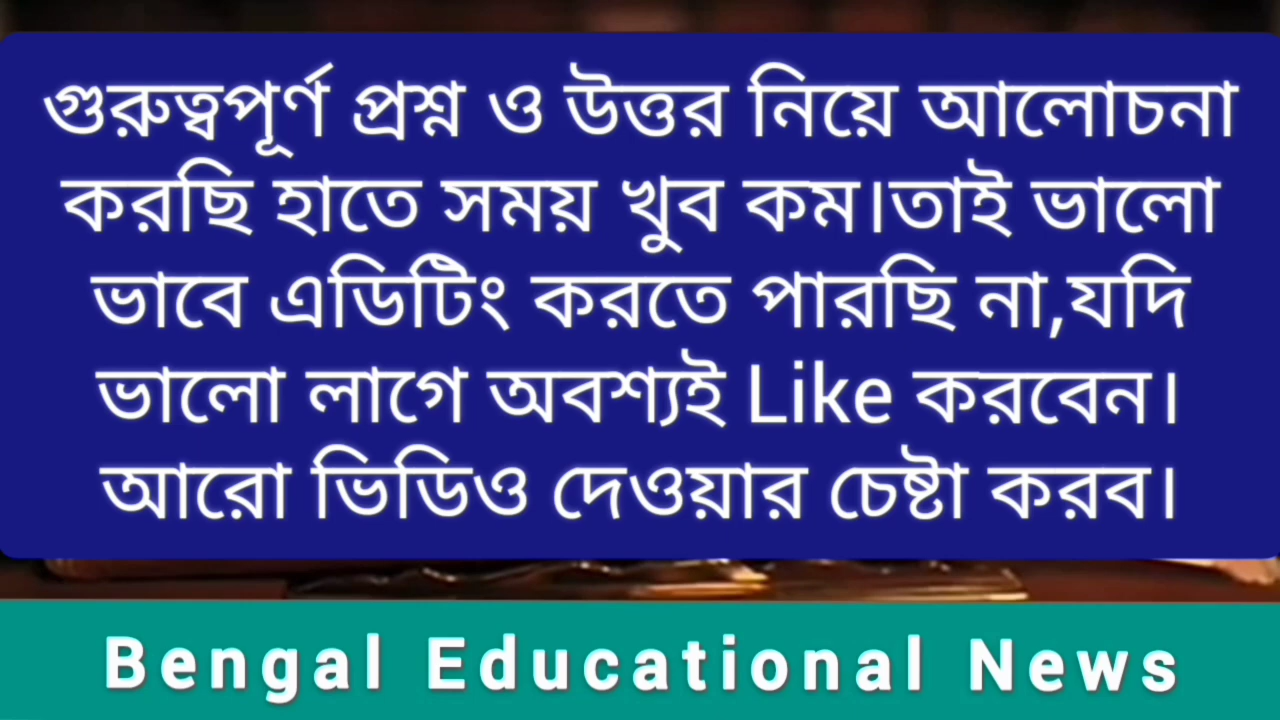 গুরুত্বপূর্ণ প্রশ্ন ও উত্তর নিয়ে আলোচনা
করছি হাতে সময় খুব কম।তাই ভালো
ভাবে এডিটিং করতে পারছি না,যদি
ভালো লাগে অবশ্যই Like করবেন।
আরো ভিডিও দেওয়ার চেষ্টা করব।
Bengal Educational News